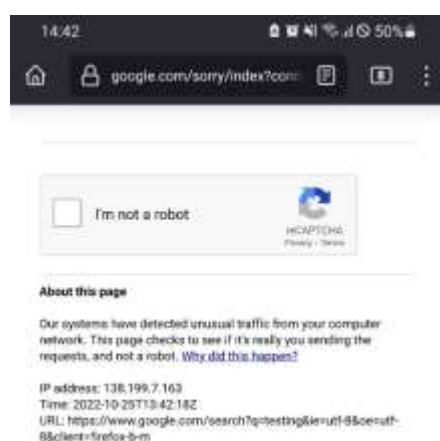 14:42
50%
google.com/sorry/index?con
I'm not a robot
reCAPTCHA
Privacy - Terms
About this page
Our systems have detected unusual traffic from your computer
network. This page checks to see if it's really you sending the
requests, and not a robot. Why did this happen?
IP address: 138.199.7.163
Time: 2022-10-25T13:42:18Z
URL: https://www.google.com/search?q=testing&ie=utf-8&oe=utf-
8&client=firefox-b-m